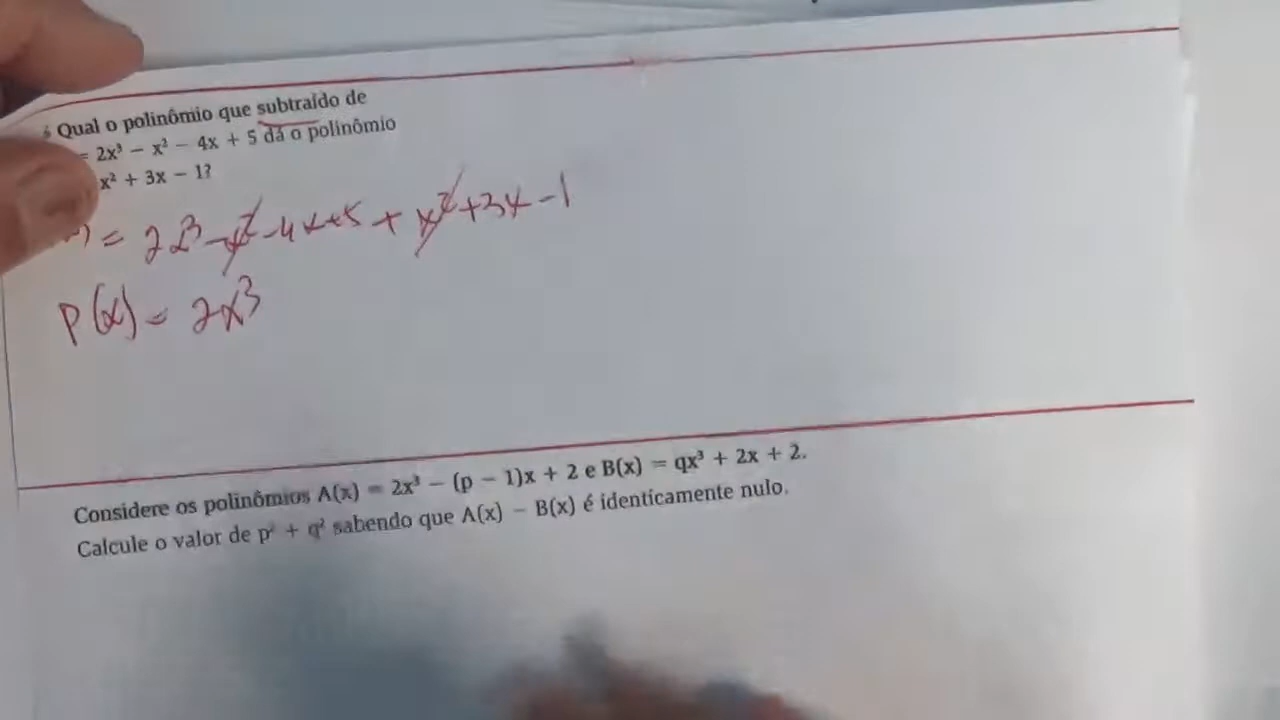 Qual o polinômio que subtraído de
= 2x³ − x² − 4x + 5 dá o polinômio
x² + 3x − 1?
) = 2x³ - x² - 4x + 5 + x² + 3x - 1
P(x) = 2x³
Considere os polinômios A(x) = 2x³ − (p − 1)x + 2 e B(x) = qx³ + 2x + 2.
Calcule o valor de p² + q² sabendo que A(x) − B(x) é identicamente nulo.